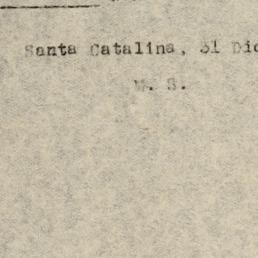 Santa Catalina, 31 Dic
W. S.